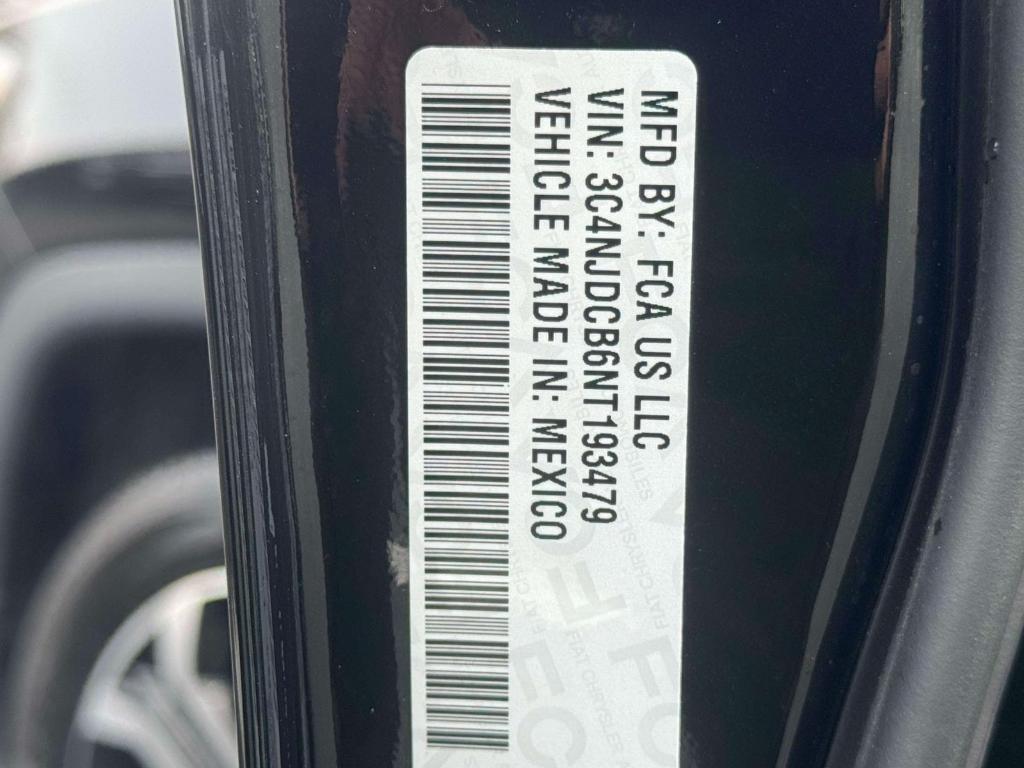 MFD BY: FCA US LLC
VIN: 3C4NJDCB6NT193479
VEHICLE MADE IN: MEXICO